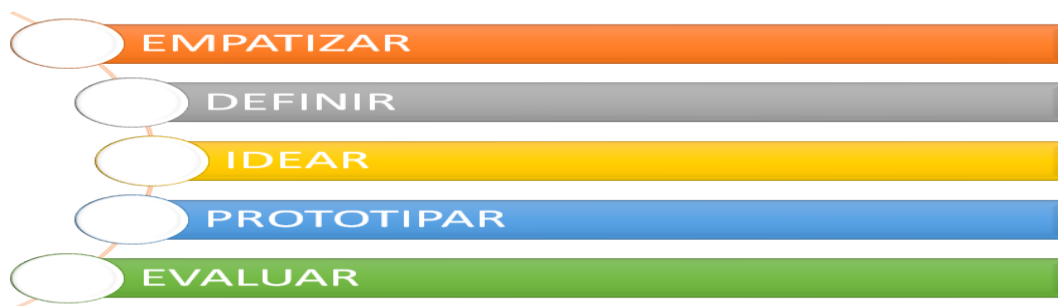 EMPATIZAR
DEFINIR
IDEAR
PROTOTIPAR
EVALUAR